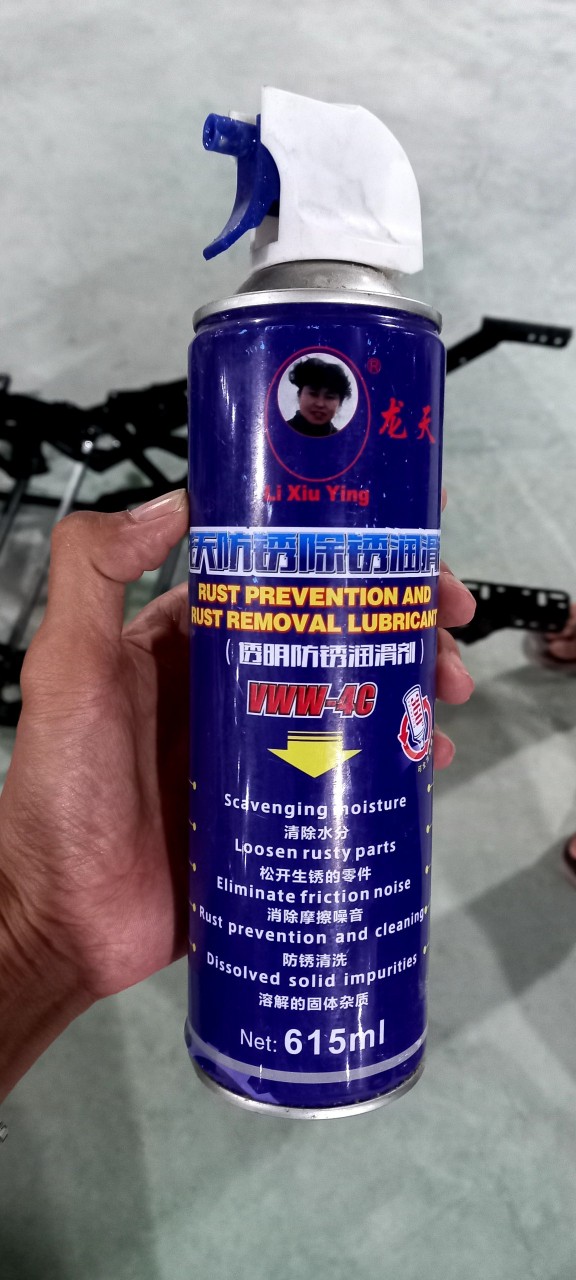 ®
龙天
Li Xiu Ying
天防锈除锈润滑
RUST PREVENTION AND
RUST REMOVAL LUBRICANT
(透明防锈润滑剂)
VWW-4C
Scavenging moisture
清除水分
Loosen rusty parts
松开生锈的零件
Eliminate friction noise
消除摩擦噪音
Rust prevention and cleaning
防锈清洗
Dissolved solid impurities
溶解的固体杂质
Net: 615ml